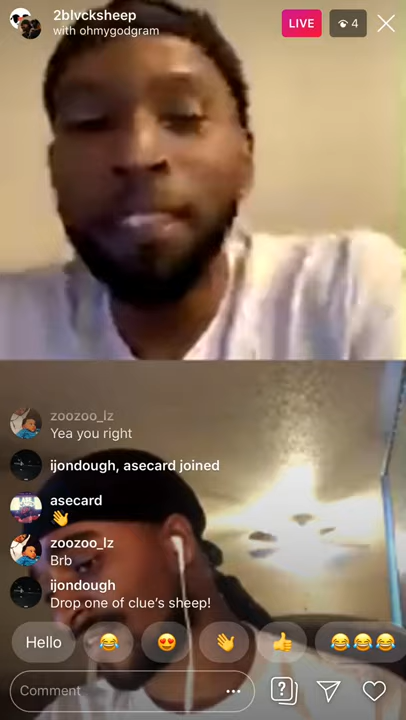 2blvcksheep
with ohmygodgram
LIVE
4
zoozoo_lz
Yea you right
ijondough, asecard joined
asecard
👋
zoozoo_lz
Brb
ijondough
Drop one of clue’s sheep!
Hello 😂 😍 👋 👍 😂😂😂
Comment